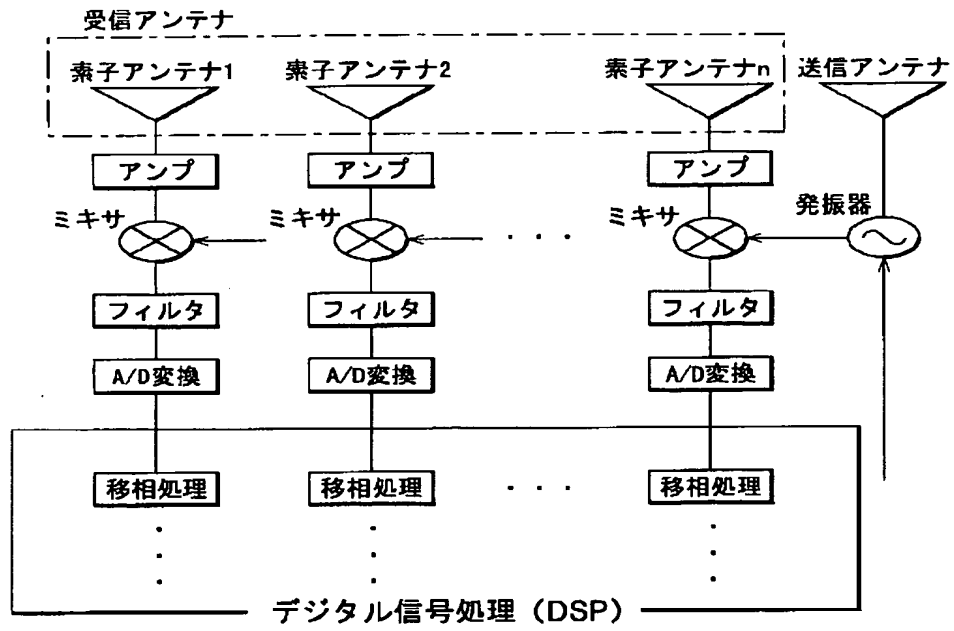 受信アンテナ
素子アンテナ1 素子アンテナ2 素子アンテナn 送信アンテナ
アンプ アンプ アンプ
ミキサ ミキサ ・・・ ミキサ 発振器
フィルタ フィルタ フィルタ
A/D変換 A/D変換 A/D変換
移相処理 移相処理 ・・・ 移相処理
デジタル信号処理(DSP)